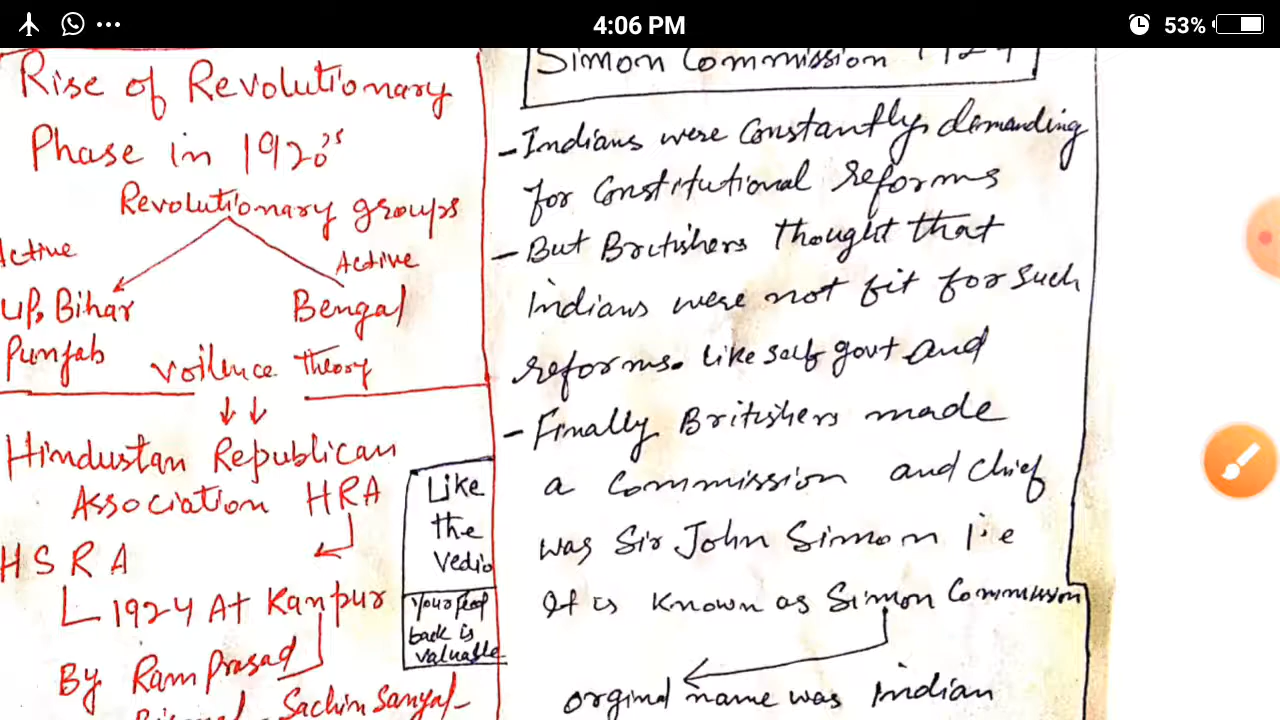 4:06 PM
53%
Rise of Revolutionary
Phase in 1920's
Revolutionary groups
Active
Active
UP, Bihar
Punjab
Bengal
voilence Theory
Hindustan Republican
Association HRA
HSRA
1924 At Kanpur
By Ram Prasad
Sachin Sanyal
Like
the
Vedio
your feed
back is
valuable
Simon Commission
- Indians were Constantly demanding
for Constitutional reforms
- But Britishers thought that
indians were not fit for such
reforms. like self govt and
- Finally Britishers made
a Commission and chief
was Sir John Simon i.e
It is known as Simon Commission
orginal name was Indian